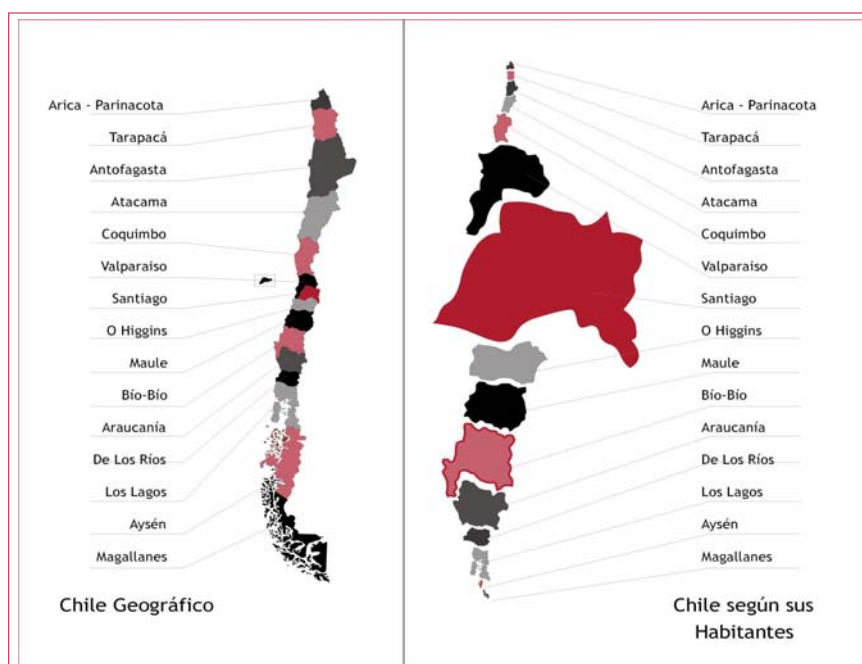 Arica - Parinacota
Tarapacá
Antofagasta
Atacama
Coquimbo
Valparaiso
Santiago
O Higgins
Maule
Bío-Bío
Araucanía
De Los Ríos
Los Lagos
Aysén
Magallanes
Chile Geográfico
Arica - Parinacota
Tarapacá
Antofagasta
Atacama
Coquimbo
Valparaiso
Santiago
O Higgins
Maule
Bío-Bío
Araucanía
De Los Ríos
Los Lagos
Aysén
Magallanes
Chile según sus
Habitantes